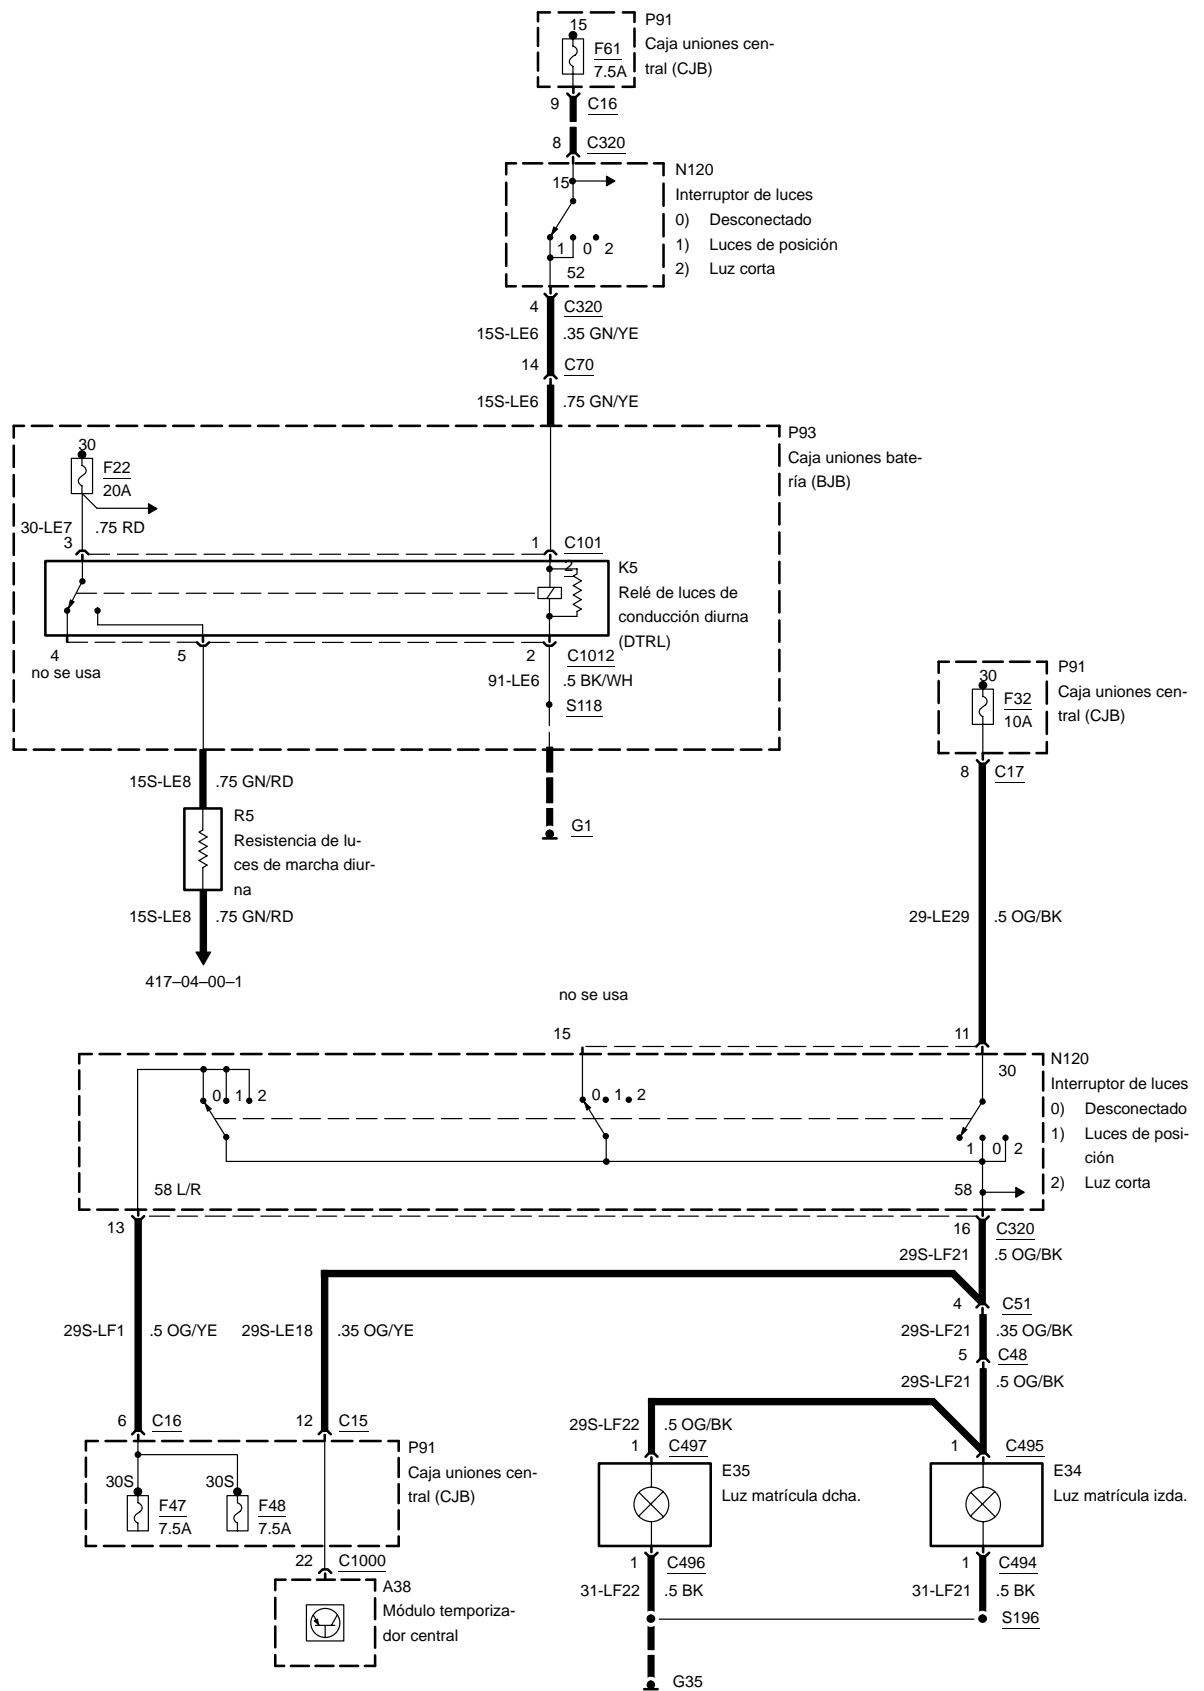 15
F61
7.5A
P91
Caja uniones cen-
tral (CJB)
9 C16
8 C320
15
1 0 2
52
N120
Interruptor de luces
0) Desconectado
1) Luces de posición
2) Luz corta
4 C320
15S-LE6 .35 GN/YE
14 C70
15S-LE6 .75 GN/YE
P93
Caja uniones bate-
ría (BJB)
30
F22
20A
30-LE7 .75 RD
3 1 C101
2
K5
Relé de luces de
conducción diurna
(DTRL)
4 5 2 C1012
no se usa
91-LE6 .5 BK/WH
S118
G1
15S-LE8 .75 GN/RD
R5
Resistencia de lu-
ces de marcha diur-
na
15S-LE8 .75 GN/RD
417–04–00–1
30
F32
10A
P91
Caja uniones cen-
tral (CJB)
8 C17
29-LE29 .5 OG/BK
no se usa
15 11
30
0 1 2
0 1 2
1 0 2
58 L/R
58
N120
Interruptor de luces
0) Desconectado
1) Luces de posi-
ción
2) Luz corta
13 16 C320
29S-LF21 .5 OG/BK
4 C51
29S-LF1 .5 OG/YE
29S-LE18 .35 OG/YE
29S-LF21 .35 OG/BK
5 C48
29S-LF21 .5 OG/BK
6 C16
12 C15
29S-LF22 .5 OG/BK
1 C497
1 C495
30S
F47
7.5A
30S
F48
7.5A
P91
Caja uniones cen-
tral (CJB)
E35
Luz matrícula dcha.
E34
Luz matrícula izda.
22 C1000
A38
Módulo temporiza-
dor central
1 C496
31-LF22 .5 BK
1 C494
31-LF21 .5 BK
S196
G35